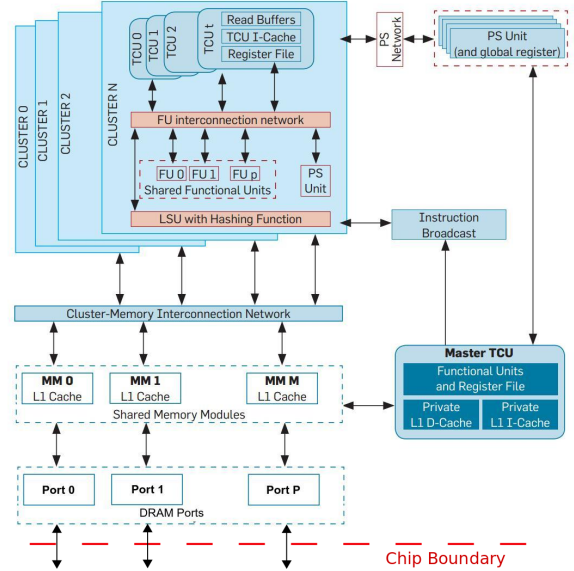 CLUSTER 0
CLUSTER 1
CLUSTER 2
CLUSTER N
TCU 0
TCU 1
TCU 2
TCU t
Read Buffers
TCU I-Cache
Register File
PS
Network
PS Unit
(and global register)
FU interconnection network
FU 0
FU 1
FU p
Shared Functional Units
PS
Unit
LSU with Hashing Function
Instruction
Broadcast
Cluster-Memory Interconnection Network
MM 0
L1 Cache
MM 1
L1 Cache
MM M
L1 Cache
Shared Memory Modules
Master TCU
Functional Units
and Register File
Private
L1 D-Cache
Private
L1 I-Cache
Port 0
Port 1
Port P
DRAM Ports
Chip Boundary